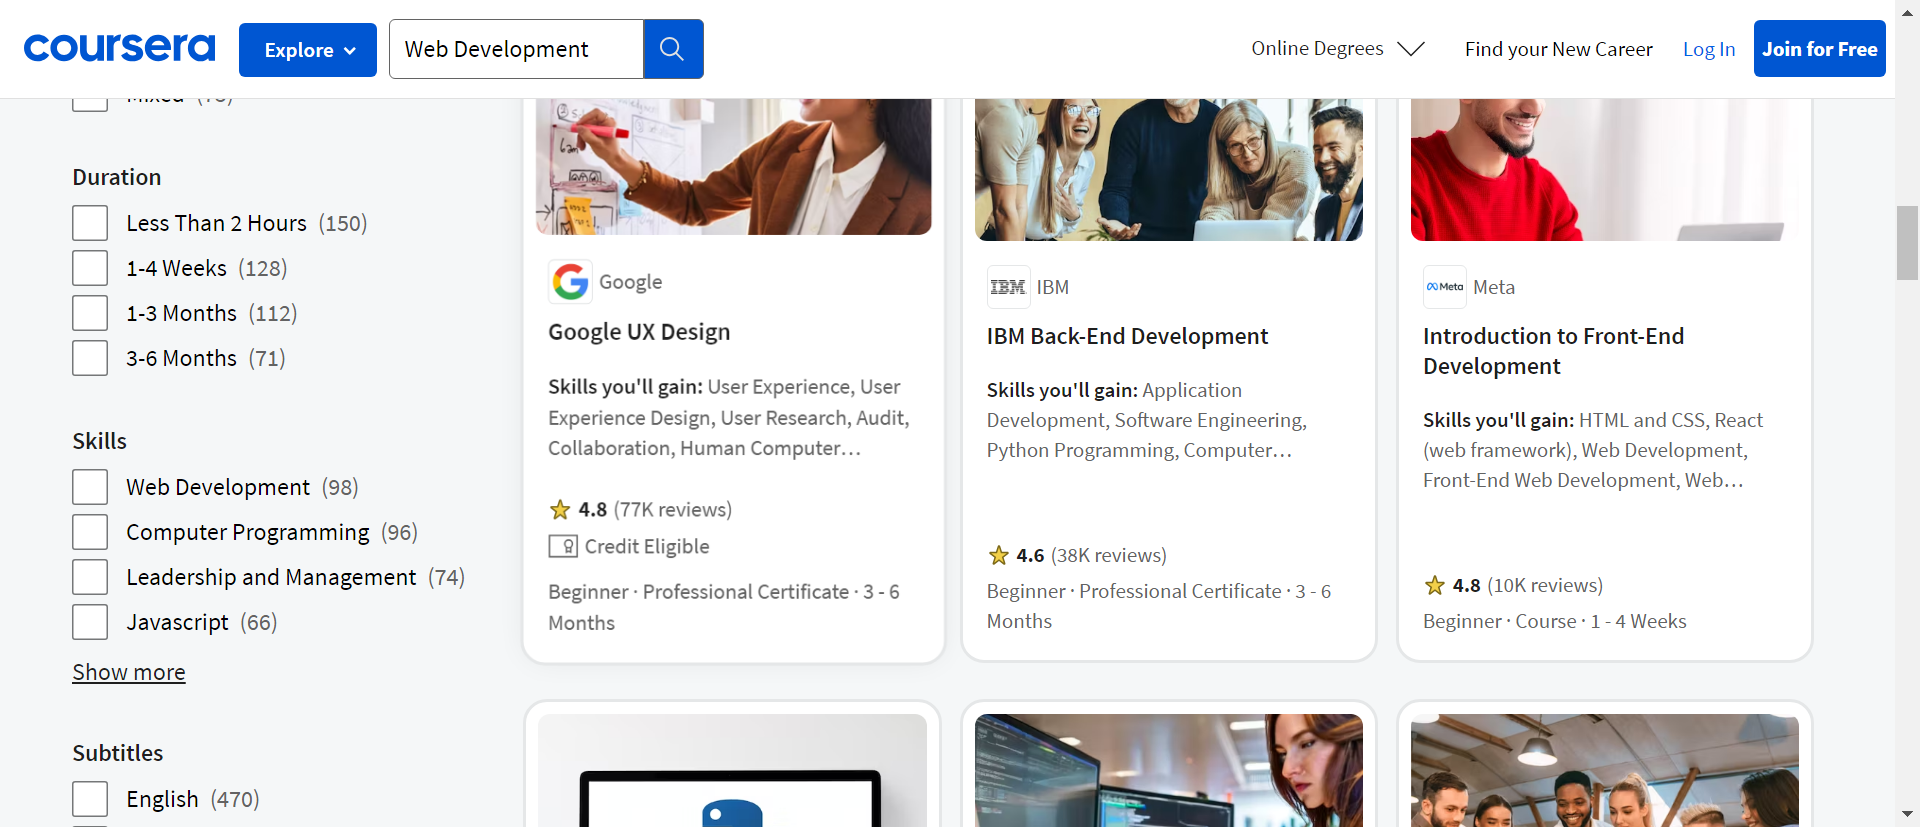 coursera
Explore
Web Development
Online Degrees
Find your New Career
Log In
Join for Free
Mixed
Duration
Less Than 2 Hours (150)
1-4 Weeks (128)
1-3 Months (112)
3-6 Months (71)
Skills
Web Development (98)
Computer Programming (96)
Leadership and Management (74)
Javascript (66)
Show more
Subtitles
English (470)
Google
Google UX Design
Skills you'll gain: User Experience, User
Experience Design, User Research, Audit,
Collaboration, Human Computer…
4.8 (77K reviews)
Credit Eligible
Beginner · Professional Certificate · 3 - 6
Months
IBM IBM
IBM Back-End Development
Skills you'll gain: Application
Development, Software Engineering,
Python Programming, Computer…
4.6 (38K reviews)
Beginner · Professional Certificate · 3 - 6
Months
Meta Meta
Introduction to Front-End
Development
Skills you'll gain: HTML and CSS, React
(web framework), Web Development,
Front-End Web Development, Web…
4.8 (10K reviews)
Beginner · Course · 1 - 4 Weeks